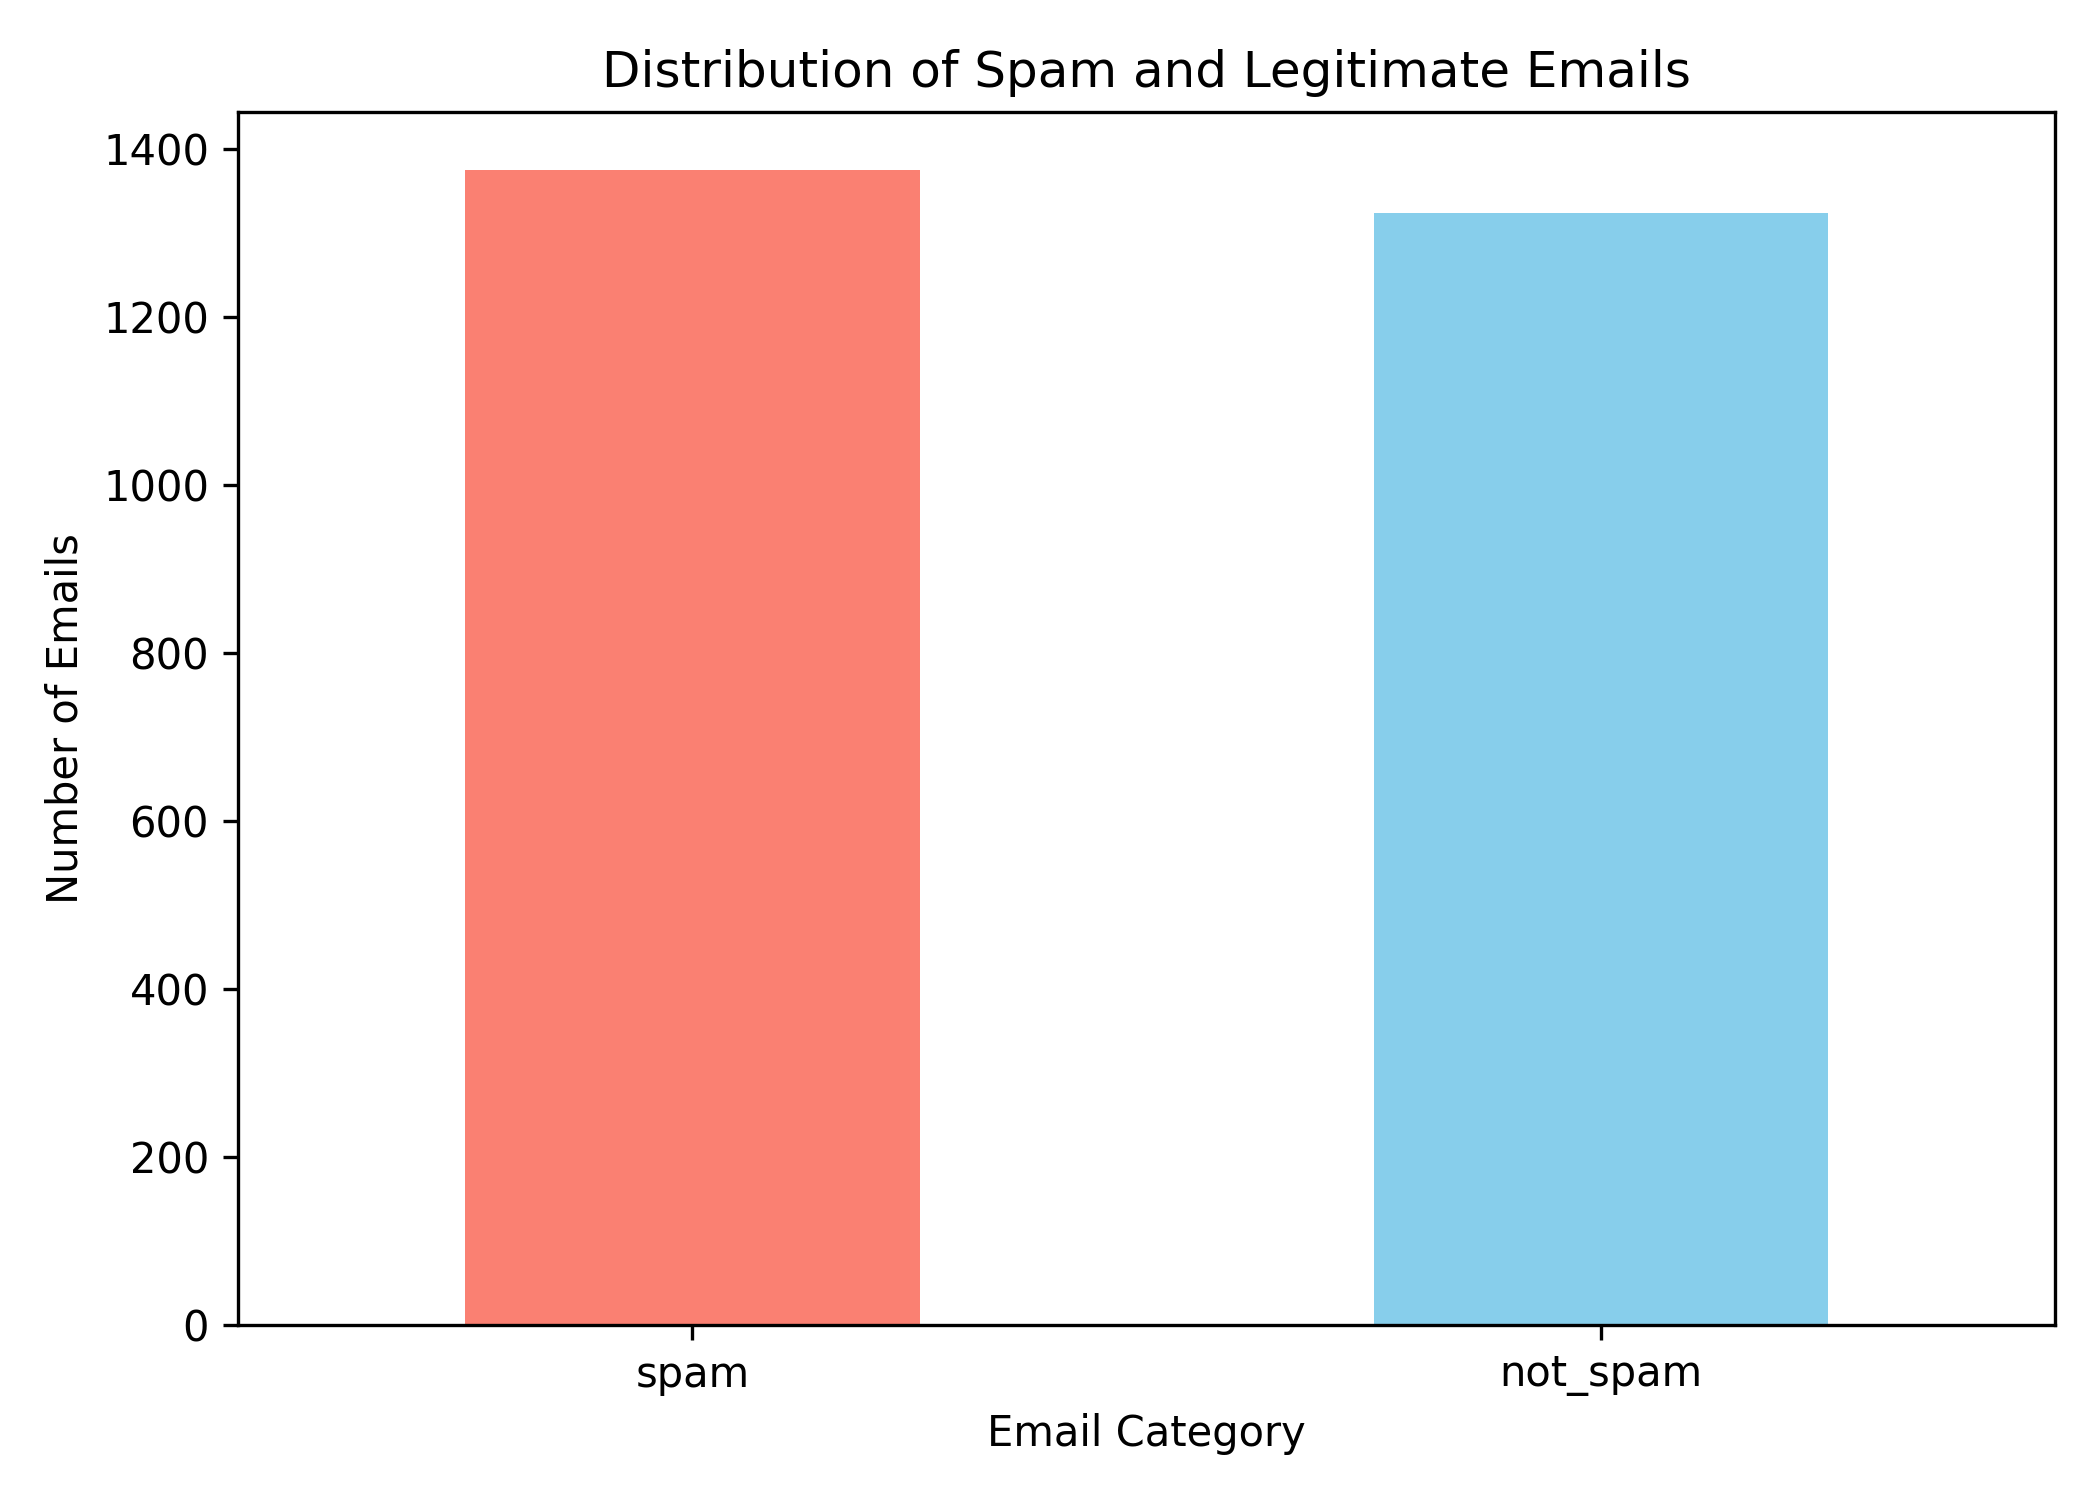 Distribution of Spam and Legitimate Emails
1400
1200
1000
800
600
400
200
0
Number of Emails
spam
not_spam
Email Category